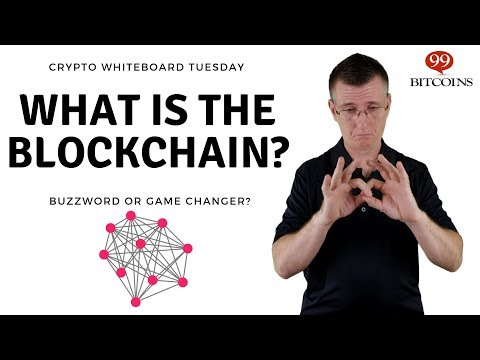 CRYPTO WHITEBOARD TUESDAY
WHAT IS THE
BLOCKCHAIN?
BUZZWORD OR GAME CHANGER?
99
BITCOINS